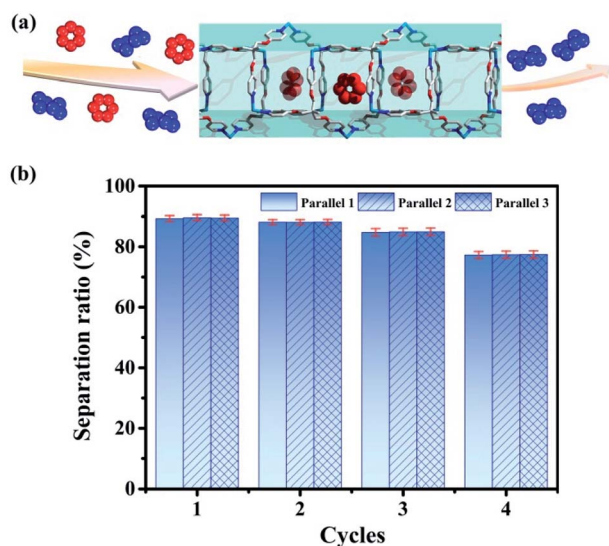 (a)
(b)
Separation ratio (%)
100
80
60
40
20
0
Parallel 1 Parallel 2 Parallel 3
1 2 3 4
Cycles